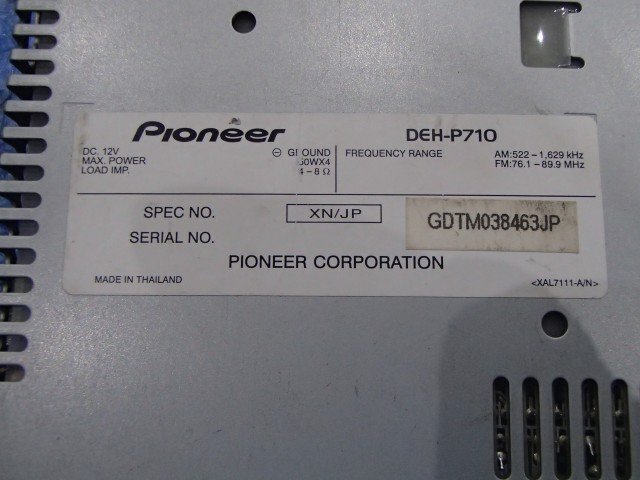 Pioneer DEH-P710
DC. 12V ⊖ GROUND FREQUENCY RANGE AM:522–1,629 kHz
MAX. POWER 50WX4 FM:76.1–89.9 MHz
LOAD IMP. 4–8 Ω
SPEC NO. XN/JP GDTM038463JP
SERIAL NO.
PIONEER CORPORATION
MADE IN THAILAND <XAL7111-A/N>